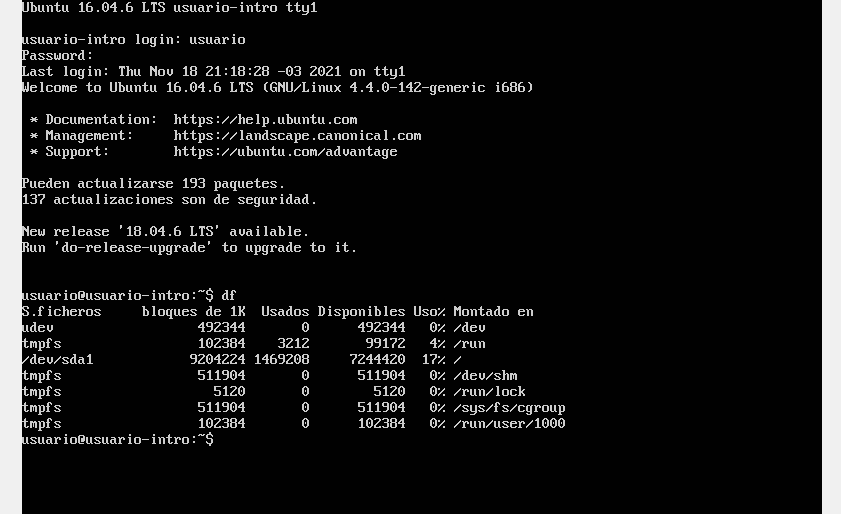 Ubuntu 16.04.6 LTS usuario-intro tty1
usuario-intro login: usuario
Password:
Last login: Thu Nov 18 21:18:28 -03 2021 on tty1
Welcome to Ubuntu 16.04.6 LTS (GNU/Linux 4.4.0-142-generic i686)
* Documentation:  https://help.ubuntu.com
* Management:     https://landscape.canonical.com
* Support:        https://ubuntu.com/advantage
Pueden actualizarse 193 paquetes.
137 actualizaciones son de seguridad.
New release '18.04.6 LTS' available.
Run 'do-release-upgrade' to upgrade to it.
usuario@usuario-intro:~$ df
S.ficheros     bloques de 1K  Usados Disponibles Uso% Montado en
udev                  492344       0      492344   0% /dev
tmpfs                 102384    3212       99172   4% /run
/dev/sda1            9204224 1469208     7244420  17% /
tmpfs                 511904       0      511904   0% /dev/shm
tmpfs                   5120       0        5120   0% /run/lock
tmpfs                 511904       0      511904   0% /sys/fs/cgroup
tmpfs                 102384       0      102384   0% /run/user/1000
usuario@usuario-intro:~$